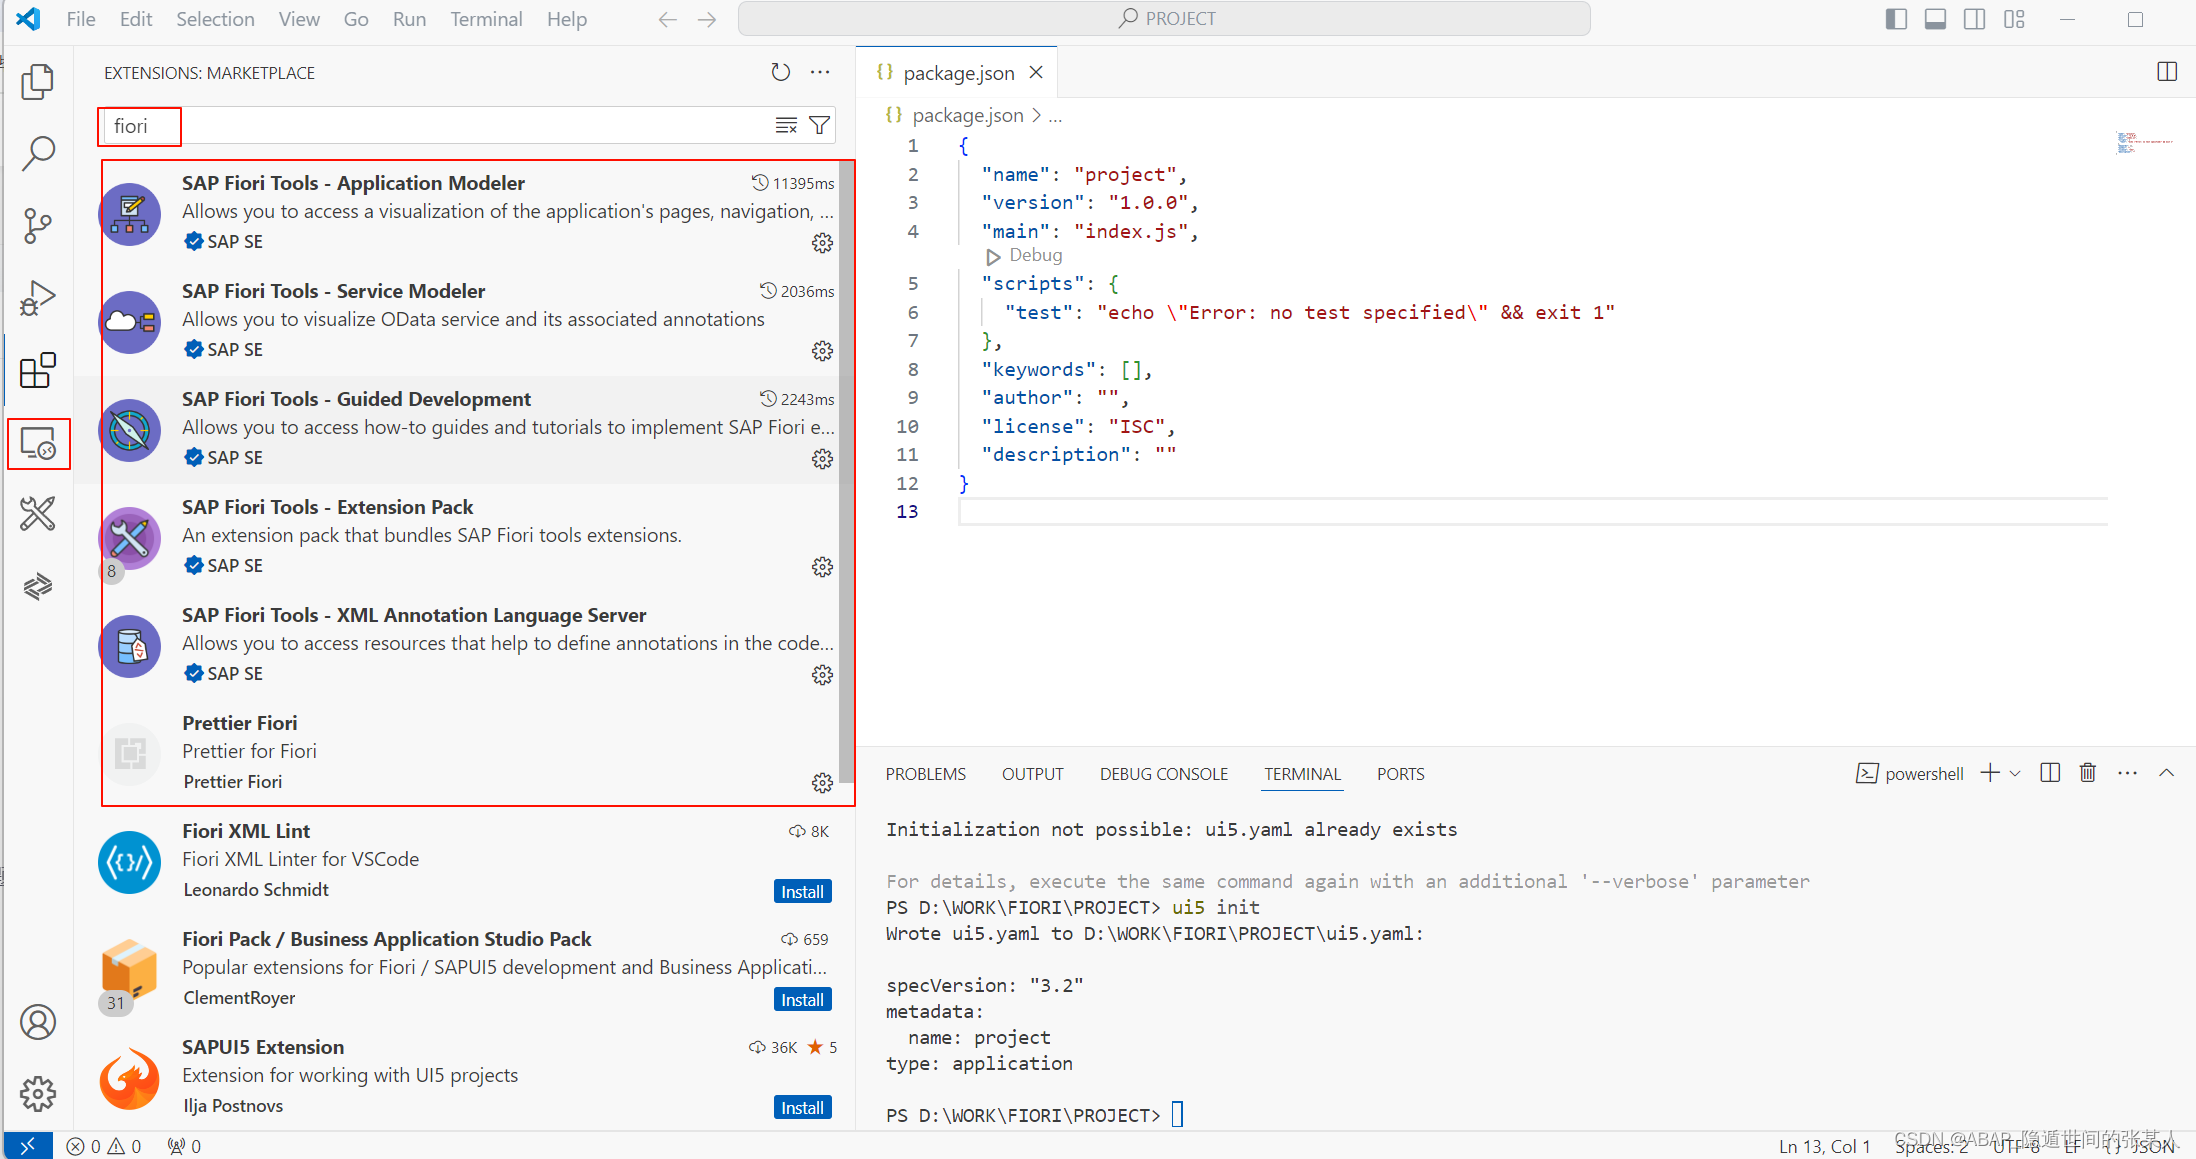 File Edit Selection View Go Run Terminal Help
PROJECT
EXTENSIONS: MARKETPLACE
fiori
SAP Fiori Tools - Application Modeler 11395ms
Allows you to access a visualization of the application's pages, navigation, ...
SAP SE
SAP Fiori Tools - Service Modeler 2036ms
Allows you to visualize OData service and its associated annotations
SAP SE
SAP Fiori Tools - Guided Development 2243ms
Allows you to access how-to guides and tutorials to implement SAP Fiori e...
SAP SE
SAP Fiori Tools - Extension Pack
An extension pack that bundles SAP Fiori tools extensions.
8
SAP SE
SAP Fiori Tools - XML Annotation Language Server
Allows you to access resources that help to define annotations in the code...
SAP SE
Prettier Fiori
Prettier for Fiori
Prettier Fiori
Fiori XML Lint 8K
Fiori XML Linter for VSCode
Leonardo Schmidt Install
Fiori Pack / Business Application Studio Pack 659
Popular extensions for Fiori / SAPUI5 development and Business Applicati...
31
ClementRoyer Install
SAPUI5 Extension 36K ★ 5
Extension for working with UI5 projects
Ilja Postnovs Install
{} package.json ×
{} package.json > ...
1 {
2 "name": "project",
3 "version": "1.0.0",
4 "main": "index.js",
Debug
5 "scripts": {
6 "test": "echo \"Error: no test specified\" && exit 1"
7 },
8 "keywords": [],
9 "author": "",
10 "license": "ISC",
11 "description": ""
12 }
13
PROBLEMS OUTPUT DEBUG CONSOLE TERMINAL PORTS
powershell
Initialization not possible: ui5.yaml already exists
For details, execute the same command again with an additional '--verbose' parameter
PS D:\WORK\FIORI\PROJECT> ui5 init
Wrote ui5.yaml to D:\WORK\FIORI\PROJECT\ui5.yaml:
specVersion: "3.2"
metadata:
name: project
type: application
PS D:\WORK\FIORI\PROJECT>
0 0 0
Ln 13, Col 1 Spaces: 2 UTF-8 LF {} JSON
CSDN @ABAP_隐遁世间的张某人